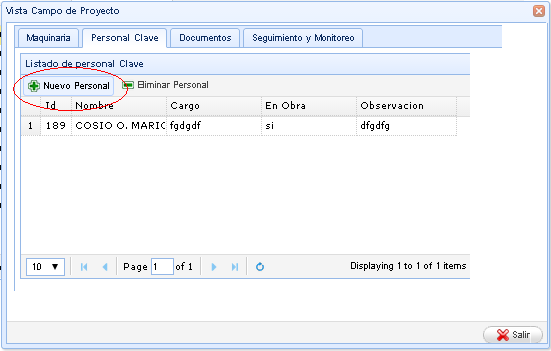 Vista Campo de Proyecto
Maquinaria Personal Clave Documentos Seguimiento y Monitoreo
Listado de personal Clave
Nuevo Personal Eliminar Personal
Id Nombre Cargo En Obra Observacion
1 189 COSIO O. MARIO fgdgdf si dfgdfg
10 Page 1 of 1 Displaying 1 to 1 of 1 items
Salir